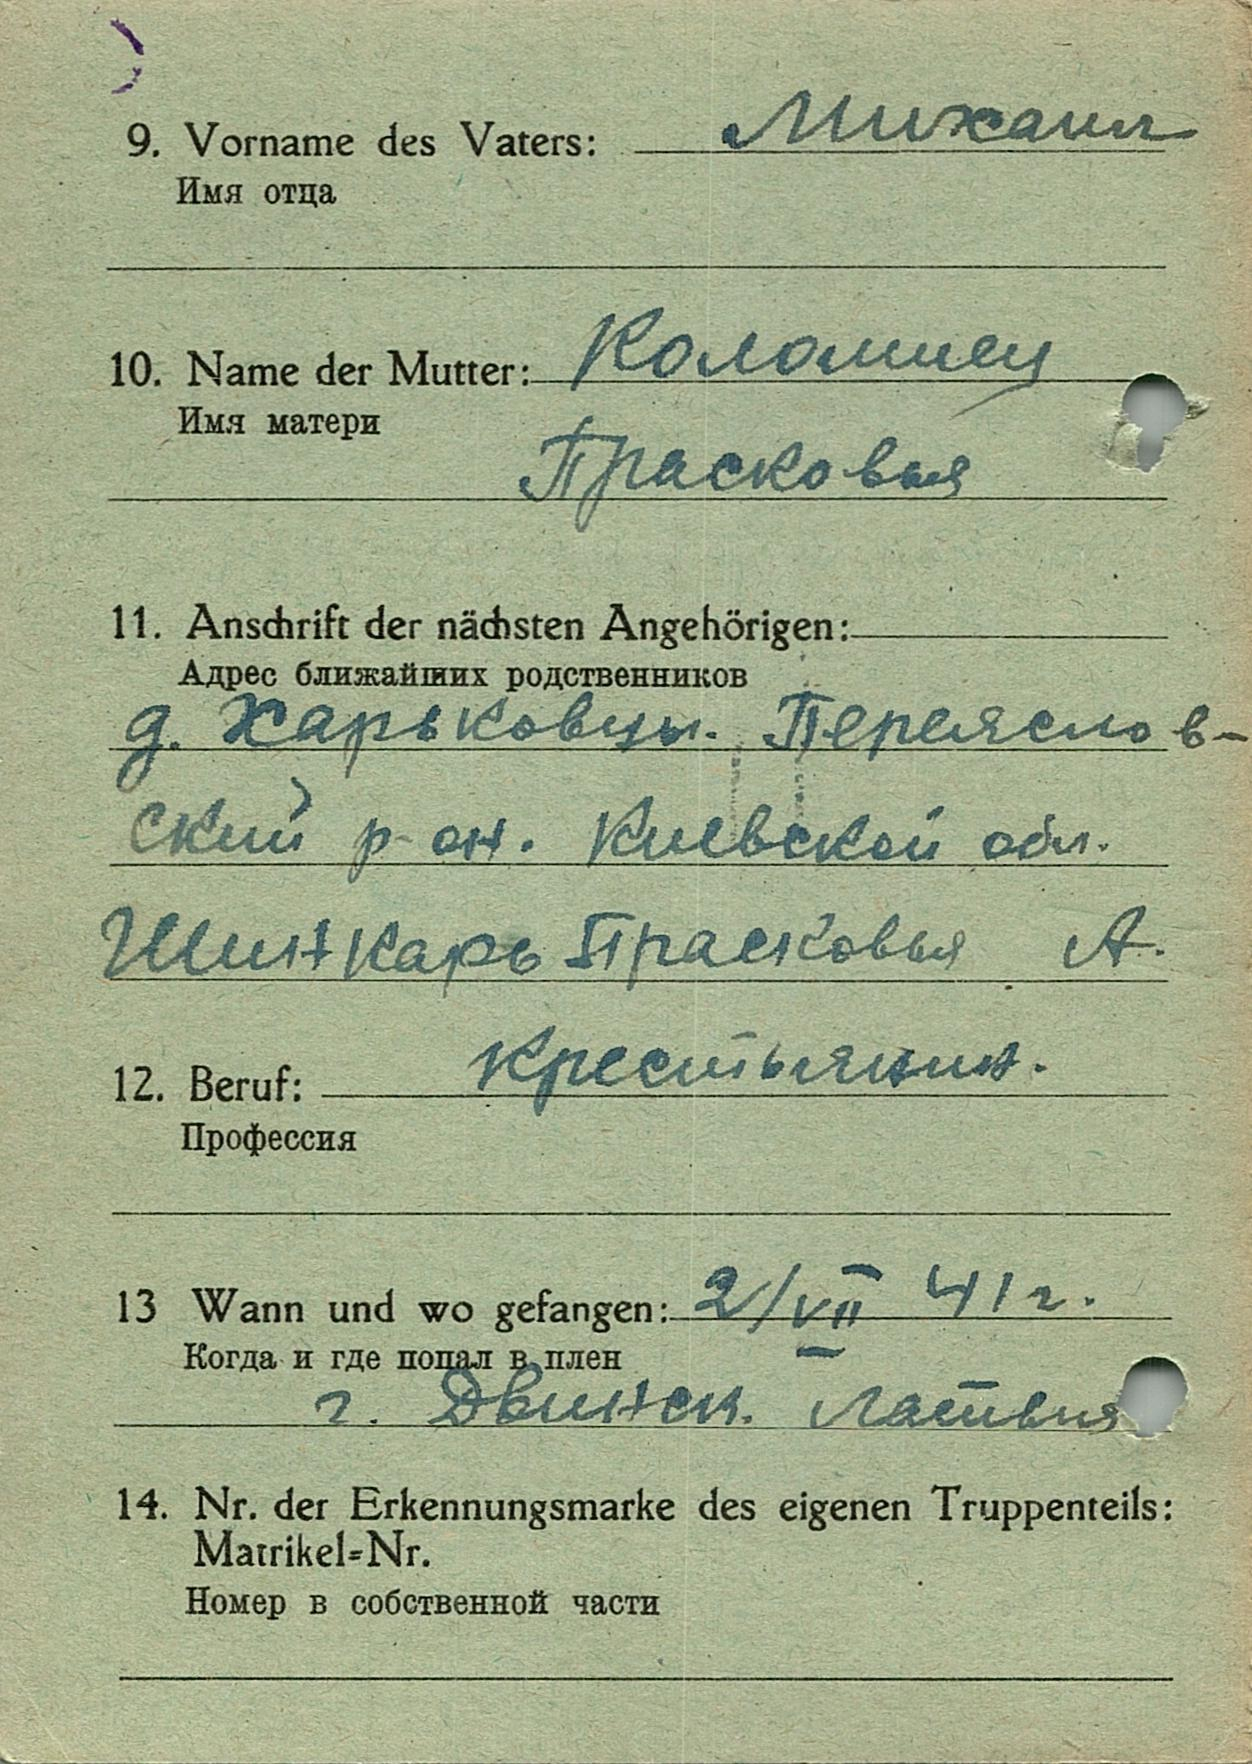 9. Vorname des Vaters: Михаил
Имя отца
10. Name der Mutter: Коломиец
Имя матери
Прасковья
11. Anschrift der nächsten Angehörigen:
Адрес ближайших родственников
д. Харьковцы. Переяслов-
ский р-он. Киевской обл.
Шинкарь Прасковья А.
12. Beruf: крестьянин.
Профессия
13 Wann und wo gefangen: 2/VII 41 г.
Когда и где попал в плен
г. Двинск. Латвия
14. Nr. der Erkennungsmarke des eigenen Truppenteils:
Matrikel-Nr.
Номер в собственной части